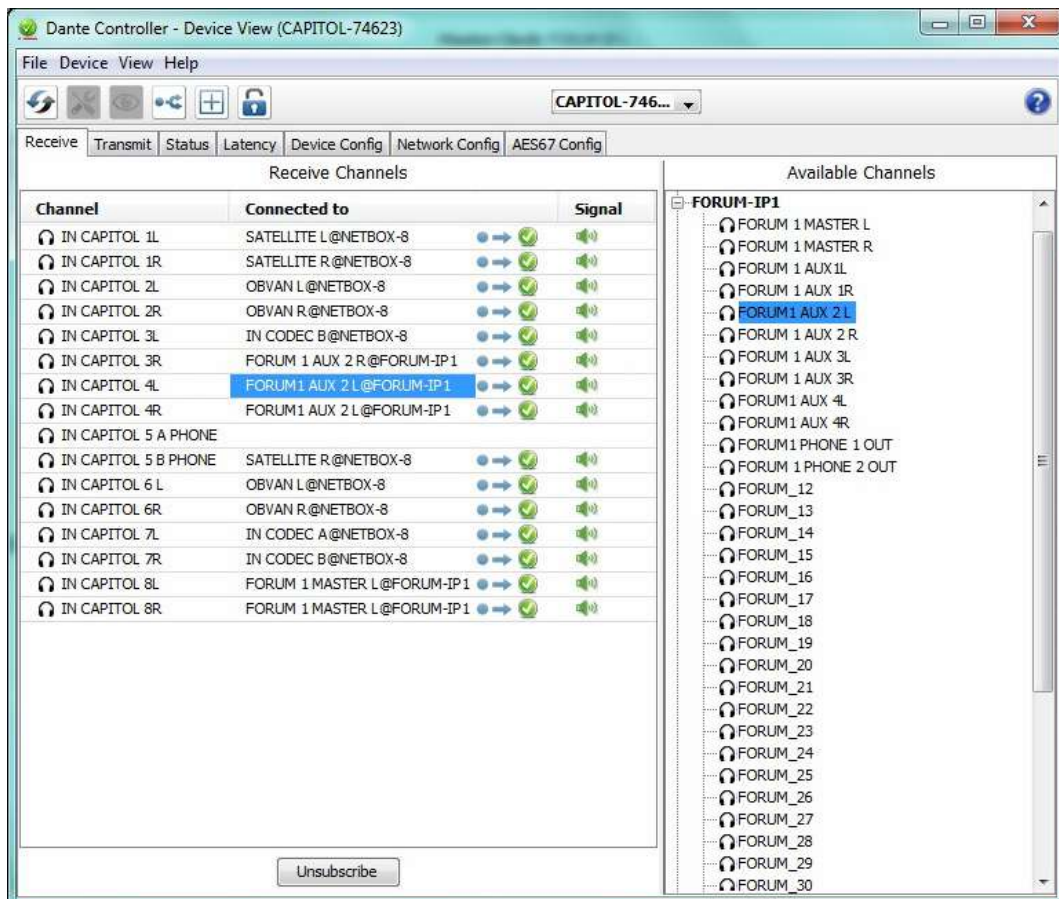 Dante Controller - Device View (CAPITOL-74623)
File Device View Help
CAPITOL-746...
Receive Transmit Status Latency Device Config Network Config AES67 Config
Receive Channels
Channel Connected to Signal
IN CAPITOL 1L SATELLITE L@NETBOX-8
IN CAPITOL 1R SATELLITE R@NETBOX-8
IN CAPITOL 2L OBVAN L@NETBOX-8
IN CAPITOL 2R OBVAN R@NETBOX-8
IN CAPITOL 3L IN CODEC B@NETBOX-8
IN CAPITOL 3R FORUM 1 AUX 2 R@FORUM-IP1
IN CAPITOL 4L FORUM1 AUX 2 L@FORUM-IP1
IN CAPITOL 4R FORUM1 AUX 2 L@FORUM-IP1
IN CAPITOL 5 A PHONE
IN CAPITOL 5 B PHONE SATELLITE R@NETBOX-8
IN CAPITOL 6 L OBVAN L@NETBOX-8
IN CAPITOL 6R OBVAN R@NETBOX-8
IN CAPITOL 7L IN CODEC A@NETBOX-8
IN CAPITOL 7R IN CODEC B@NETBOX-8
IN CAPITOL 8L FORUM 1 MASTER L@FORUM-IP1
IN CAPITOL 8R FORUM 1 MASTER L@FORUM-IP1
Unsubscribe
Available Channels
FORUM-IP1
FORUM 1 MASTER L
FORUM 1 MASTER R
FORUM 1 AUX 1L
FORUM 1 AUX 1R
FORUM1 AUX 2 L
FORUM 1 AUX 2 R
FORUM 1 AUX 3L
FORUM 1 AUX 3R
FORUM1 AUX 4L
FORUM1 AUX 4R
FORUM1 PHONE 1 OUT
FORUM 1 PHONE 2 OUT
FORUM_12
FORUM_13
FORUM_14
FORUM_15
FORUM_16
FORUM_17
FORUM_18
FORUM_19
FORUM_20
FORUM_21
FORUM_22
FORUM_23
FORUM_24
FORUM_25
FORUM_26
FORUM_27
FORUM_28
FORUM_29
FORUM_30